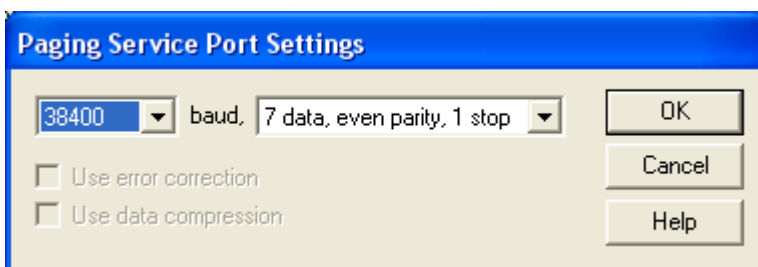 Paging Service Port Settings
38400 baud, 7 data, even parity, 1 stop OK
Use error correction Cancel
Use data compression Help